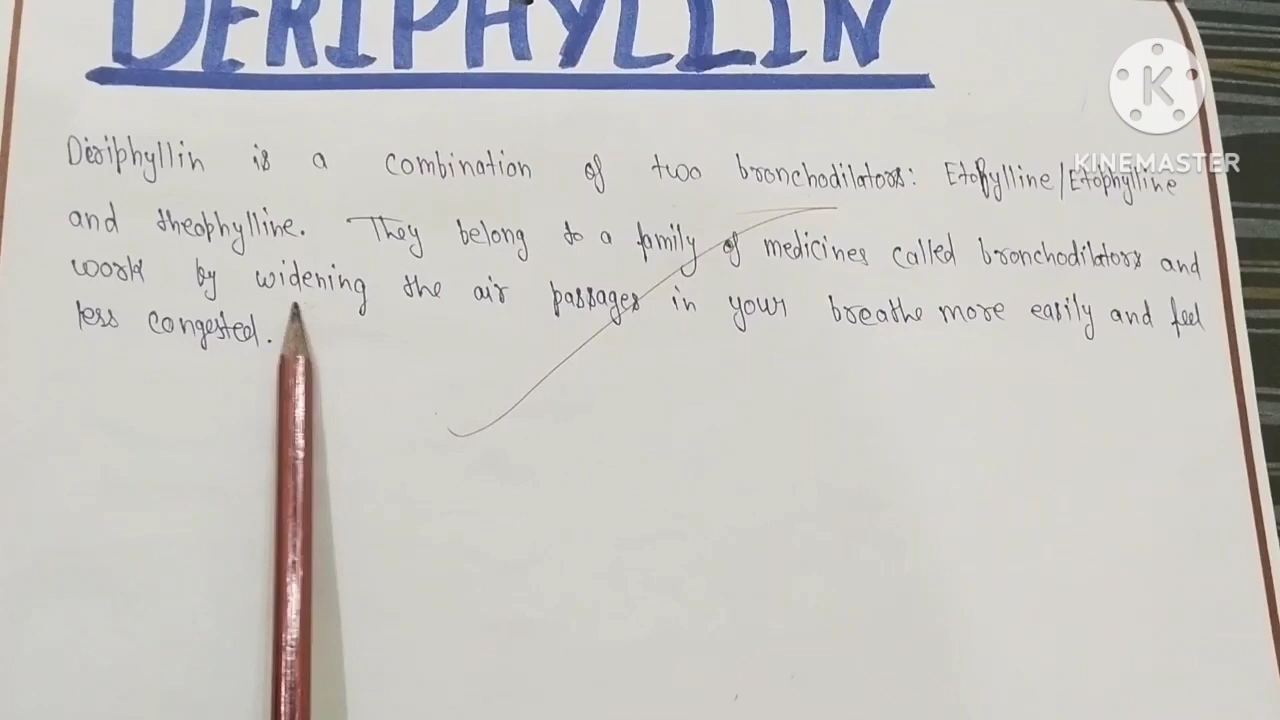 DERIPHYLLIN
K
KINEMASTER
Deriphyllin is a combination of two bronchodilators: Etofylline/Etophylline
and theophylline. They belong to a family of medicines called bronchodilators and
work by widening the air passages in your breathe more easily and feel
less congested.